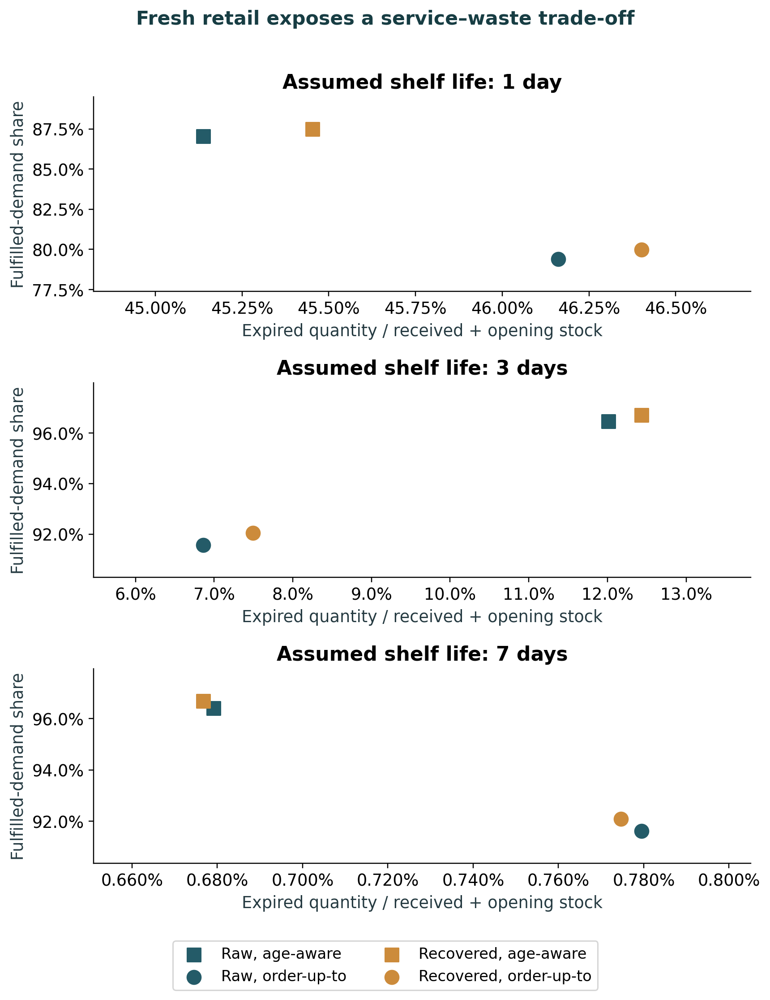 Fresh retail exposes a service–waste trade-off
Assumed shelf life: 1 day
Fulfilled-demand share
87.5%
85.0%
82.5%
80.0%
77.5%
45.00% 45.25% 45.50% 45.75% 46.00% 46.25% 46.50%
Expired quantity / received + opening stock
Assumed shelf life: 3 days
Fulfilled-demand share
96.0%
94.0%
92.0%
6.0% 7.0% 8.0% 9.0% 10.0% 11.0% 12.0% 13.0%
Expired quantity / received + opening stock
Assumed shelf life: 7 days
Fulfilled-demand share
96.0%
94.0%
92.0%
0.660% 0.680% 0.700% 0.720% 0.740% 0.760% 0.780% 0.800%
Expired quantity / received + opening stock
Raw, age-aware Recovered, age-aware
Raw, order-up-to Recovered, order-up-to